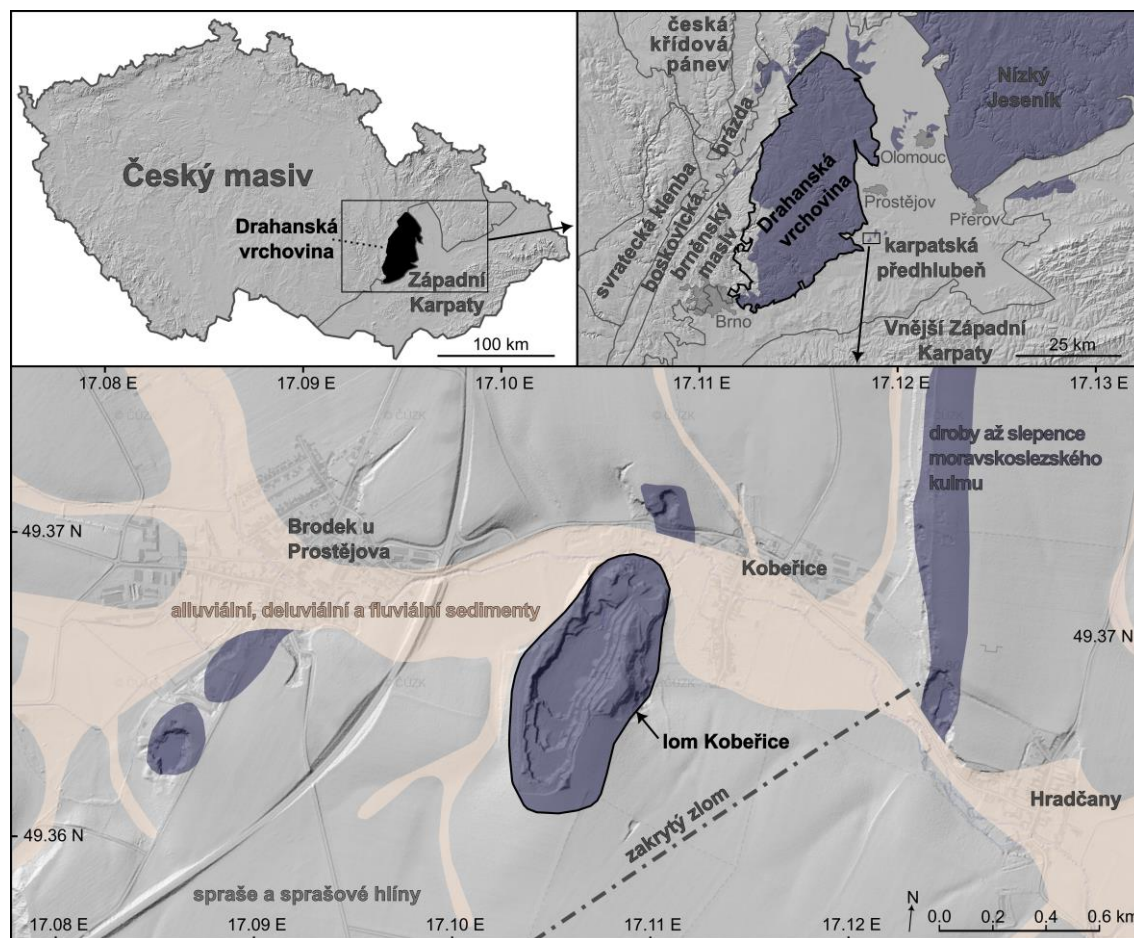 Český masiv
Drahanská
vrchovina
Západní
Karpaty
100 km
česká
křídová
pánev
Nízký
Jeseník
svratecká klenba
boskovická
brázda
brněnský
masiv
Drahanská
vrchovina
Olomouc
Prostějov
Přerov
karpatská
předhlubeň
Brno
Vnější Západní
Karpaty
25 km
17.08 E
17.09 E
17.10 E
17.11 E
17.12 E
17.13 E
© ČÚZK
© ČÚZK
© ČÚZK
droby až slepence
moravskoslezského
kulmu
49.37 N
Brodek u
Prostějova
Kobeřice
alluviální, deluviální a fluviální sedimenty
49.37 N
lom Kobeřice
zakrytý zlom
Hradčany
49.36 N
spraše a sprašové hlíny
N
0.0 0.2 0.4 0.6 km
17.08 E
17.09 E
17.10 E
17.11 E
17.12 E